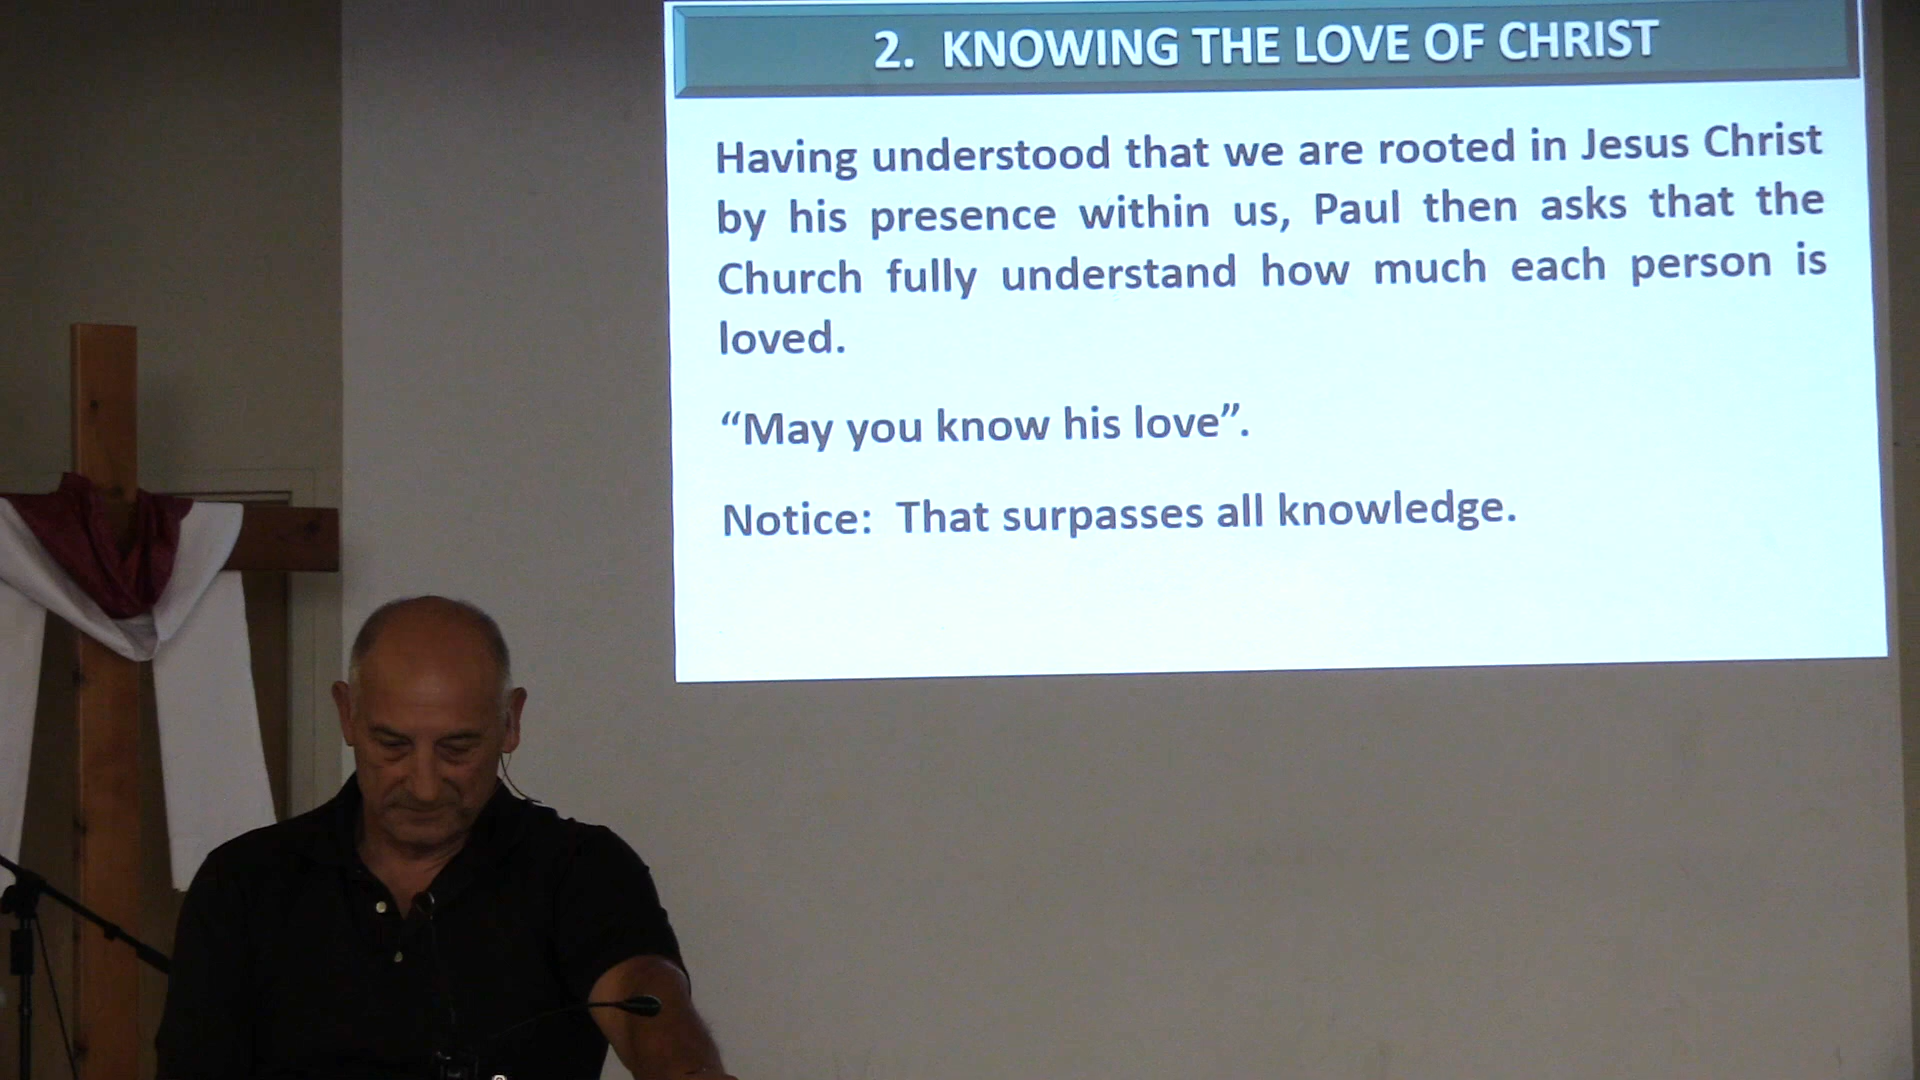 2. KNOWING THE LOVE OF CHRIST
Having understood that we are rooted in Jesus Christ
by his presence within us, Paul then asks that the
Church fully understand how much each person is
loved.
“May you know his love”.
Notice: That surpasses all knowledge.